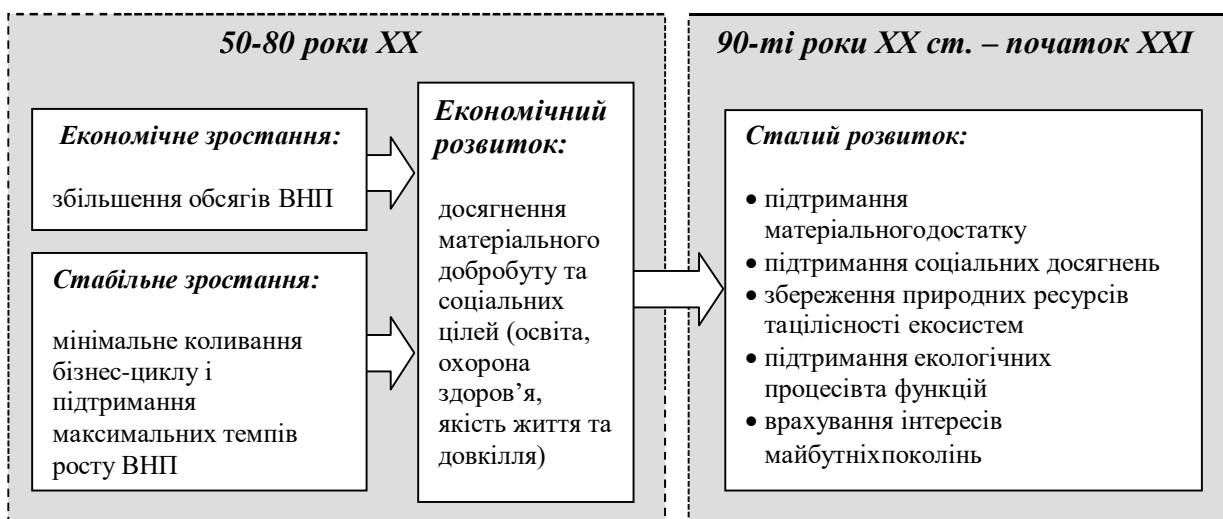 50-80 роки XX
Економічне зростання:
збільшення обсягів ВНП
Стабільне зростання:
мінімальне коливання
бізнес-циклу і
підтримання
максимальних темпів
росту ВНП
Економічний
розвиток:
досягнення
матеріального
добробуту та
соціальних
цілей (освіта,
охорона
здоров’я,
якість життя та
довкілля)
90-ті роки XX ст. – початок XXI
Сталий розвиток:
• підтримання
матеріальногодостатку
• підтримання соціальних досягнень
• збереження природних ресурсів
тацілісності екосистем
• підтримання екологічних
процесівта функцій
• врахування інтересів
майбутніхпоколінь